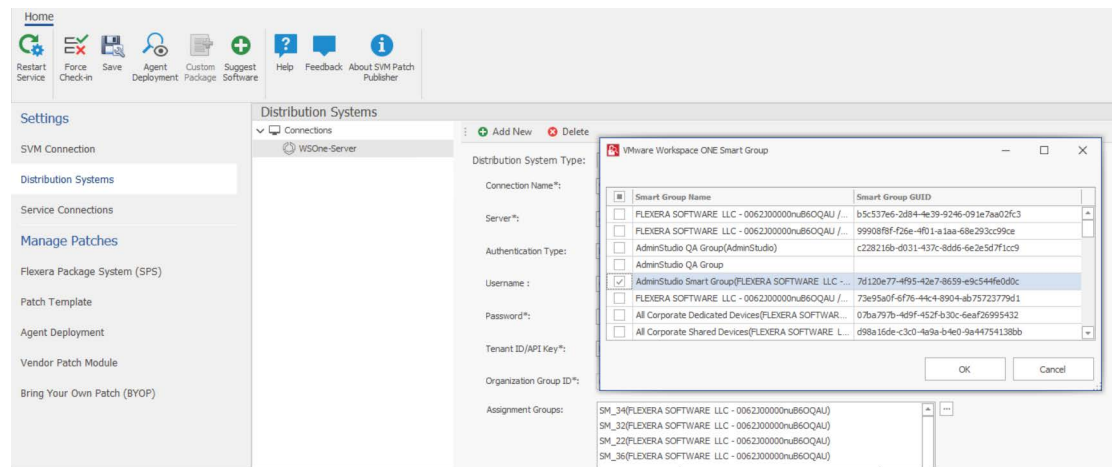 Home
Restart Service
Force Check-in
Save
Agent Deployment
Custom Package
Suggest Software
Help
Feedback
About SVM Patch Publisher
Settings
SVM Connection
Distribution Systems
Service Connections
Manage Patches
Flexera Package System (SPS)
Patch Template
Agent Deployment
Vendor Patch Module
Bring Your Own Patch (BYOP)
Distribution Systems
Connections
WSOne-Server
Add New
Delete
Distribution System Type:
Connection Name*:
Server*:
Authentication Type:
Username :
Password*:
Tenant ID/API Key*:
Organization Group ID*:
Assignment Groups:
SM_34(FLEXERA SOFTWARE LLC - 0062J00000nuB6OQAU)
SM_32(FLEXERA SOFTWARE LLC - 0062J00000nuB6OQAU)
SM_22(FLEXERA SOFTWARE LLC - 0062J00000nuB6OQAU)
SM_36(FLEXERA SOFTWARE LLC - 0062J00000nuB6OQAU)
...
VMware Workspace ONE Smart Group
Smart Group Name Smart Group GUID
FLEXERA SOFTWARE LLC - 0062J00000nuB6OQAU /... b5c537e6-2d84-4e39-9246-091e7aa02fc3
FLEXERA SOFTWARE LLC - 0062J00000nuB6OQAU /... 99908f8f-f26e-4f01-a1aa-68e293cc99ce
AdminStudio QA Group(AdminStudio) c228216b-d031-437c-8dd6-6e2e5d7f1cc9
AdminStudio QA Group
AdminStudio Smart Group(FLEXERA SOFTWARE LLC -... 7d120e77-4f95-42e7-8659-e9c544fe0d0c
FLEXERA SOFTWARE LLC - 0062J00000nuB6OQAU /... 73e95a0f-6f76-44c4-8904-ab75723779d1
All Corporate Dedicated Devices(FLEXERA SOFTWAR... 07ba797b-4d9f-452f-b30c-6eaf26995432
All Corporate Shared Devices(FLEXERA SOFTWARE L... d98a16de-c3c0-4a9a-b4e0-9a44754138bb
OK
Cancel